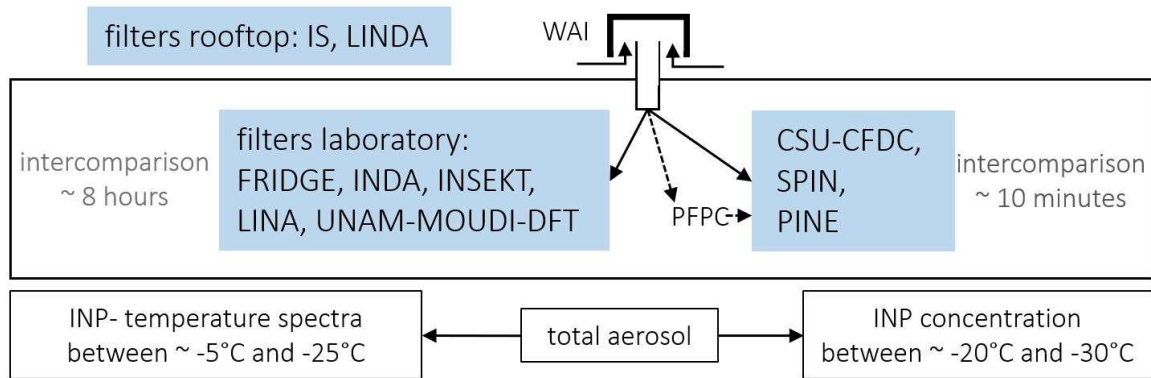 filters rooftop: IS, LINDA
WAI
intercomparison
~ 8 hours
filters laboratory:
FRIDGE, INDA, INSEKT,
LINA, UNAM-MOUDI-DFT
PFPC
CSU-CFDC,
SPIN,
PINE
intercomparison
~ 10 minutes
INP- temperature spectra
between ~ -5°C and -25°C
total aerosol
INP concentration
between ~ -20°C and -30°C